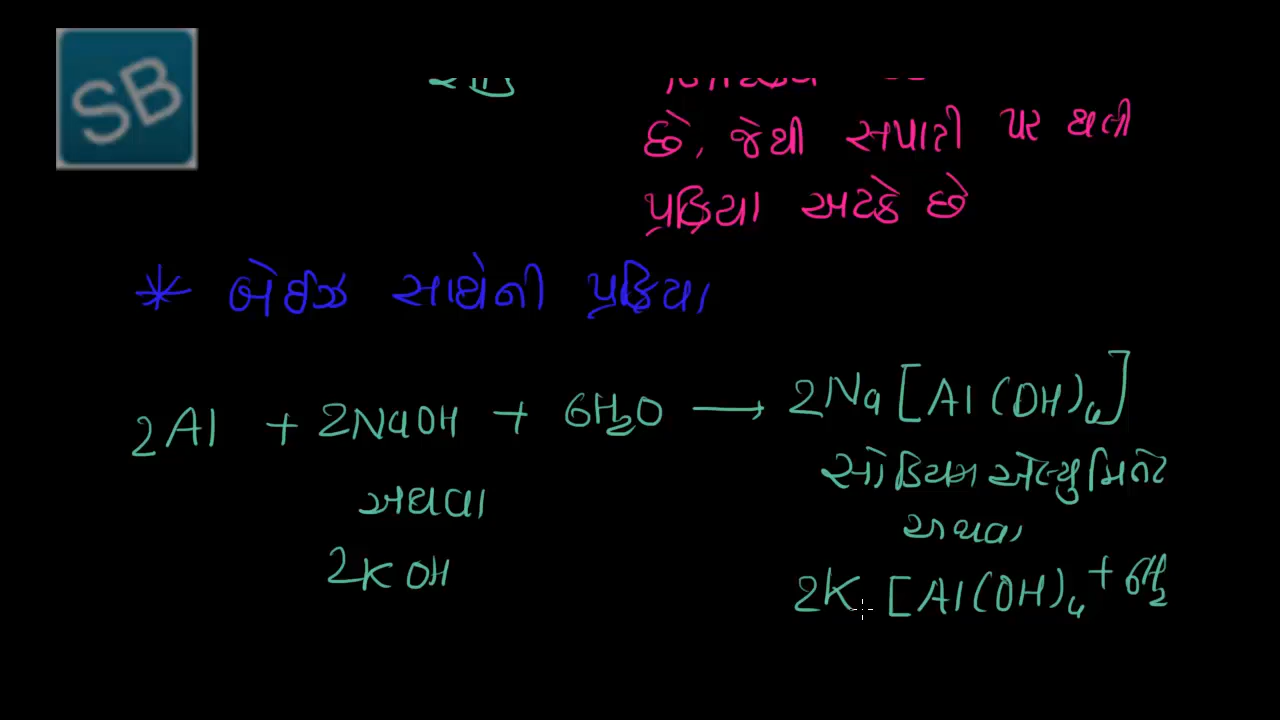 SB
છે, જેથી સપાટી પર થતી
પ્રક્રિયા અટકે છે
* બેઈઝ સાથેની પ્રક્રિયા
2Al + 2NaOH + 6H₂O ⟶ 2Na[Al(OH)₄]
સોડિયમ એલ્યુમિનેટ
અથવા
અથવા
2KOH
2K[Al(OH)₄ + 6H₂